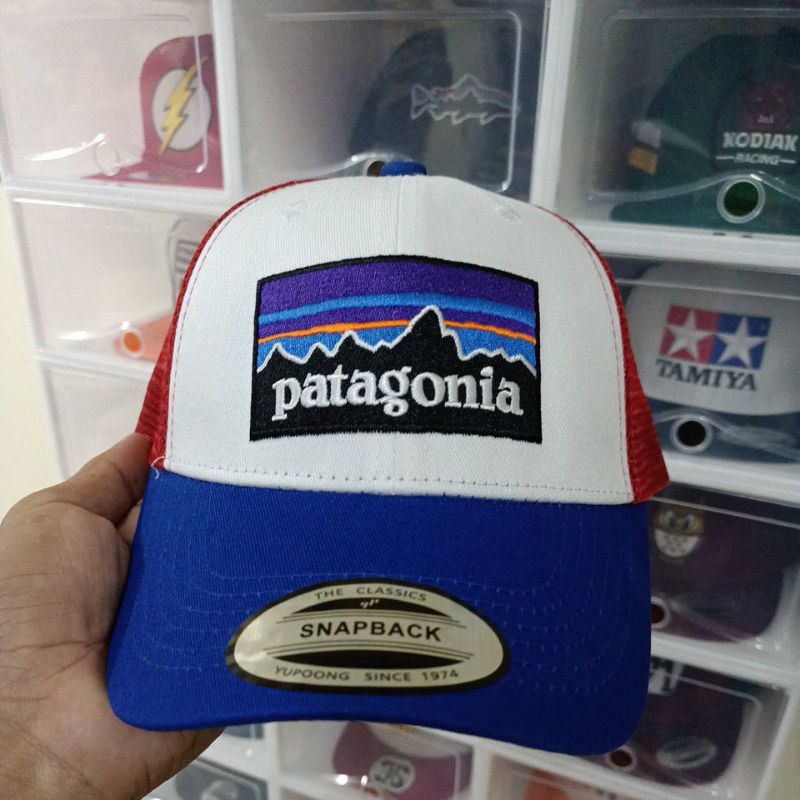 KODIAK
RACING
TAMIYA
patagonia
THE CLASSICS
SNAPBACK
YUPOONG SINCE 1974